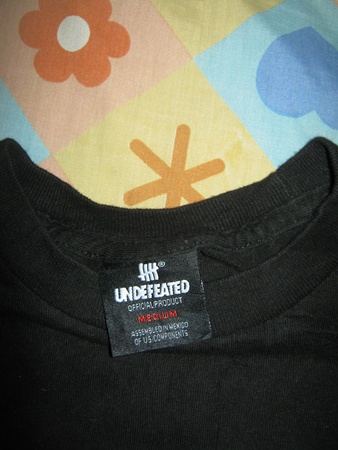 ®
UNDEFEATED
OFFICIAL PRODUCT
MEDIUM
ASSEMBLED IN MEXICO
OF U.S. COMPONENTS